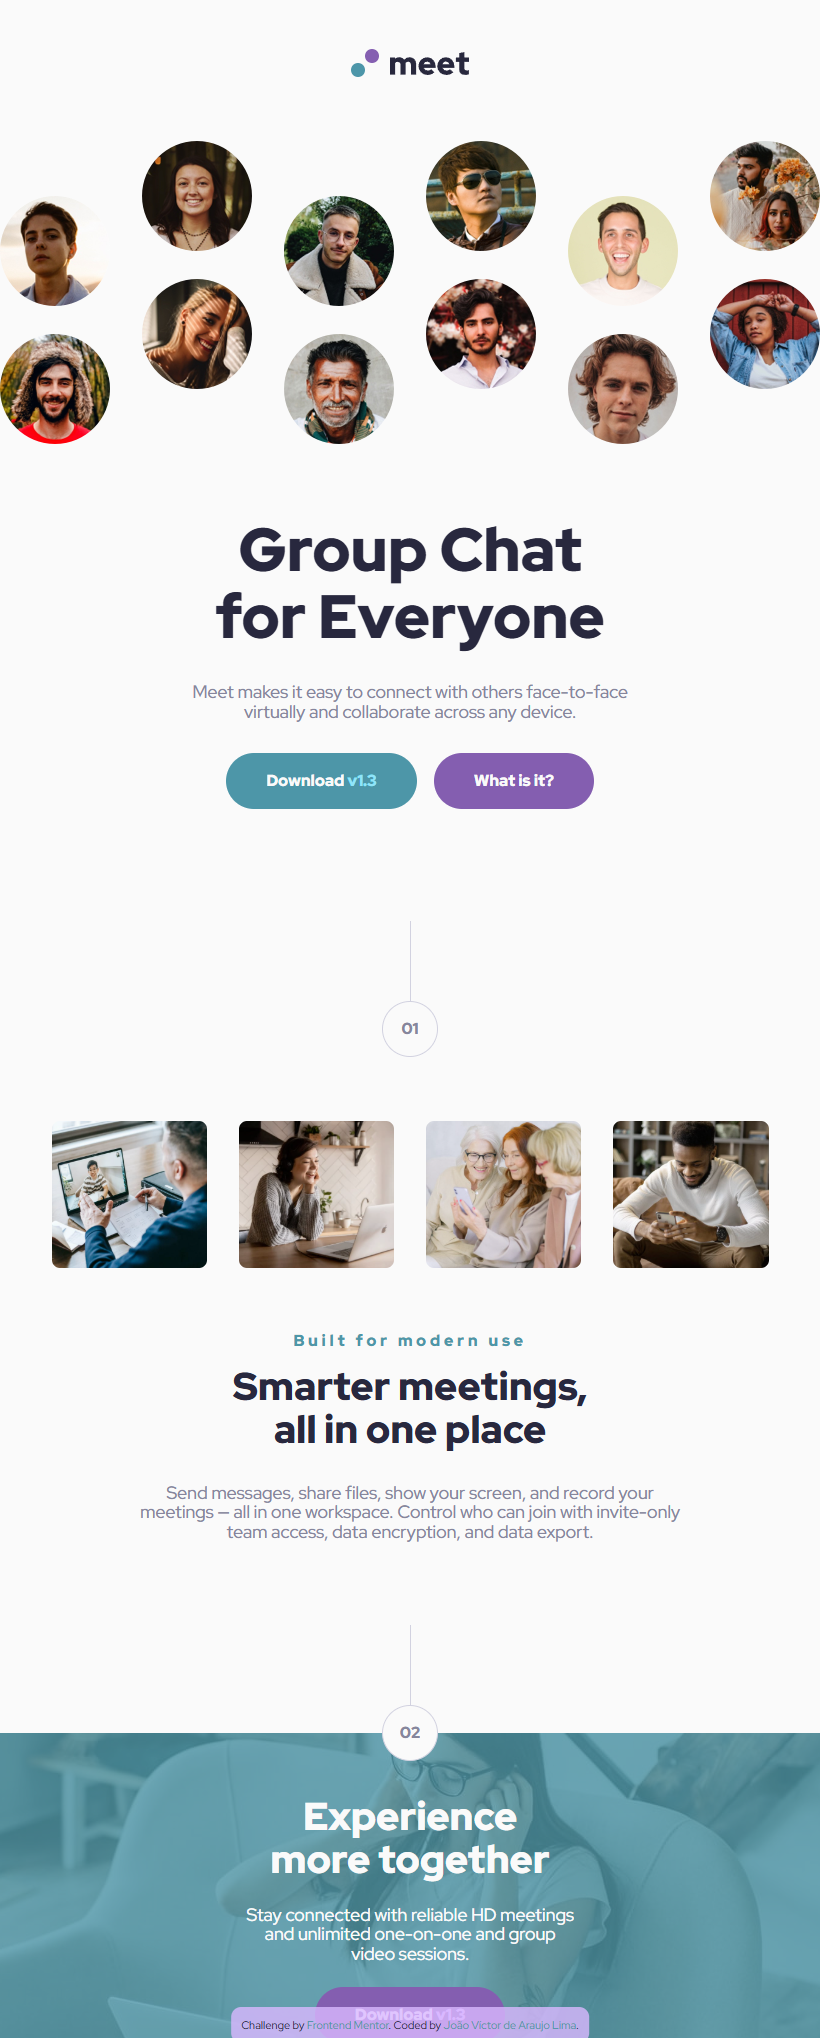 meet
Group Chat
for Everyone
Meet makes it easy to connect with others face-to-face
virtually and collaborate across any device.
Download v1.3
What is it?
01
Built for modern use
Smarter meetings,
all in one place
Send messages, share files, show your screen, and record your
meetings — all in one workspace. Control who can join with invite-only
team access, data encryption, and data export.
02
Experience
more together
Stay connected with reliable HD meetings
and unlimited one-on-one and group
video sessions.
Download v1.3
Challenge by Frontend Mentor. Coded by João Victor de Araujo Lima.